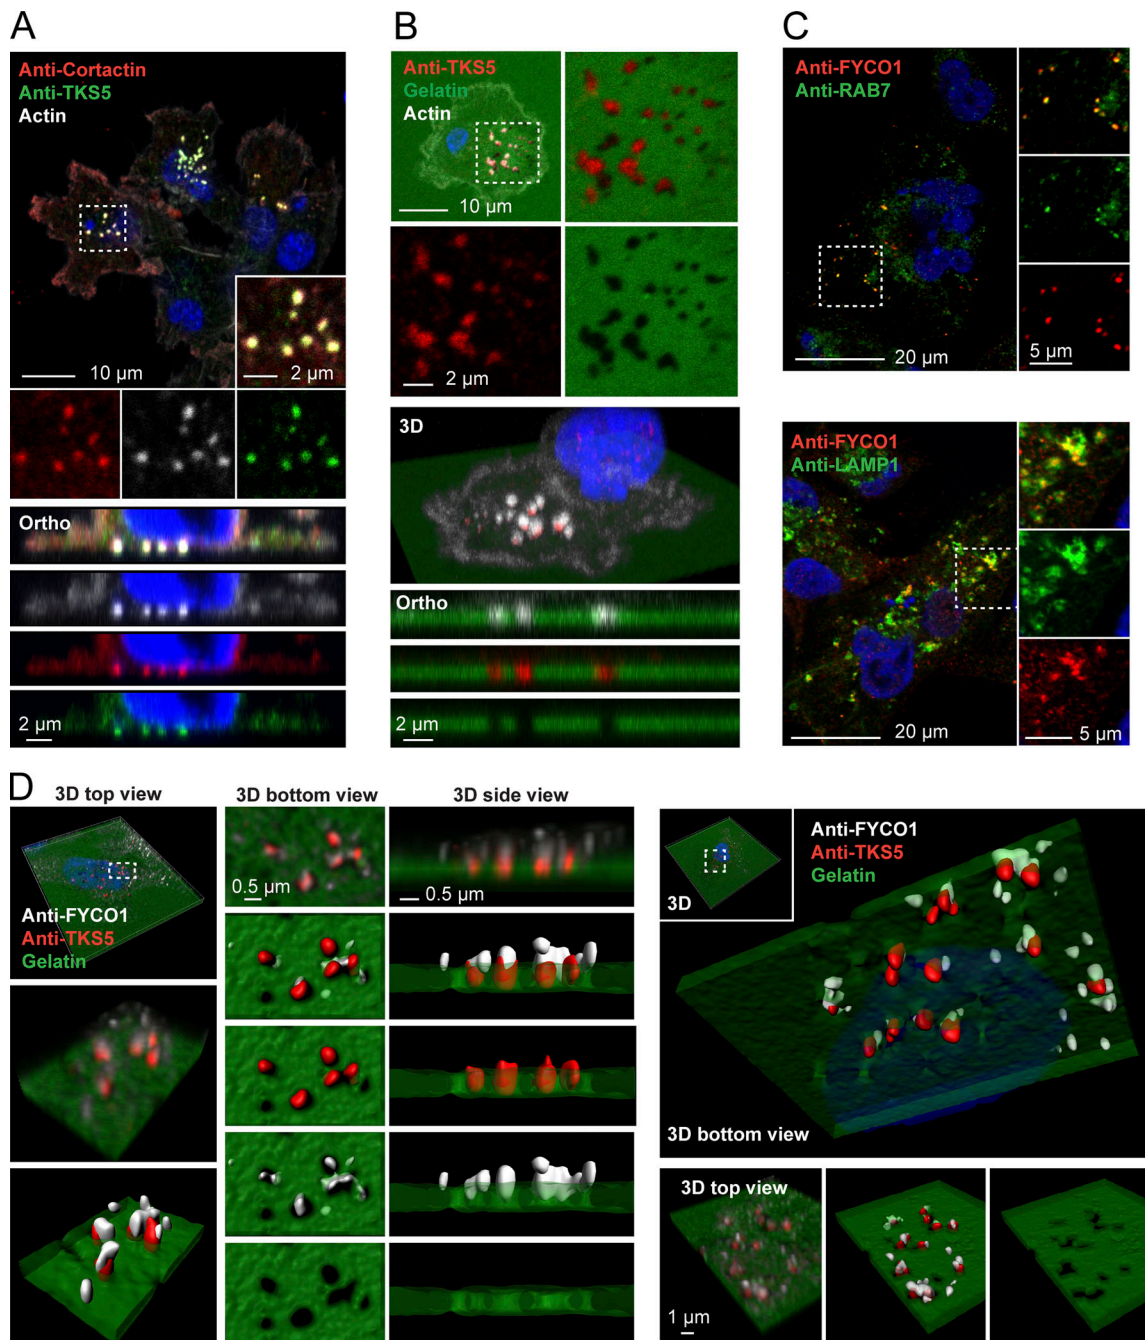 A
Anti-Cortactin
Anti-TKS5
Actin
10 µm
2 µm
Ortho
2 µm
B
Anti-TKS5
Gelatin
Actin
10 µm
2 µm
3D
Ortho
2 µm
C
Anti-FYCO1
Anti-RAB7
20 µm
5 µm
Anti-FYCO1
Anti-LAMP1
20 µm
5 µm
D
3D top view
Anti-FYCO1
Anti-TKS5
Gelatin
3D bottom view
0.5 µm
3D side view
0.5 µm
3D
Anti-FYCO1
Anti-TKS5
Gelatin
3D bottom view
3D top view
1 µm